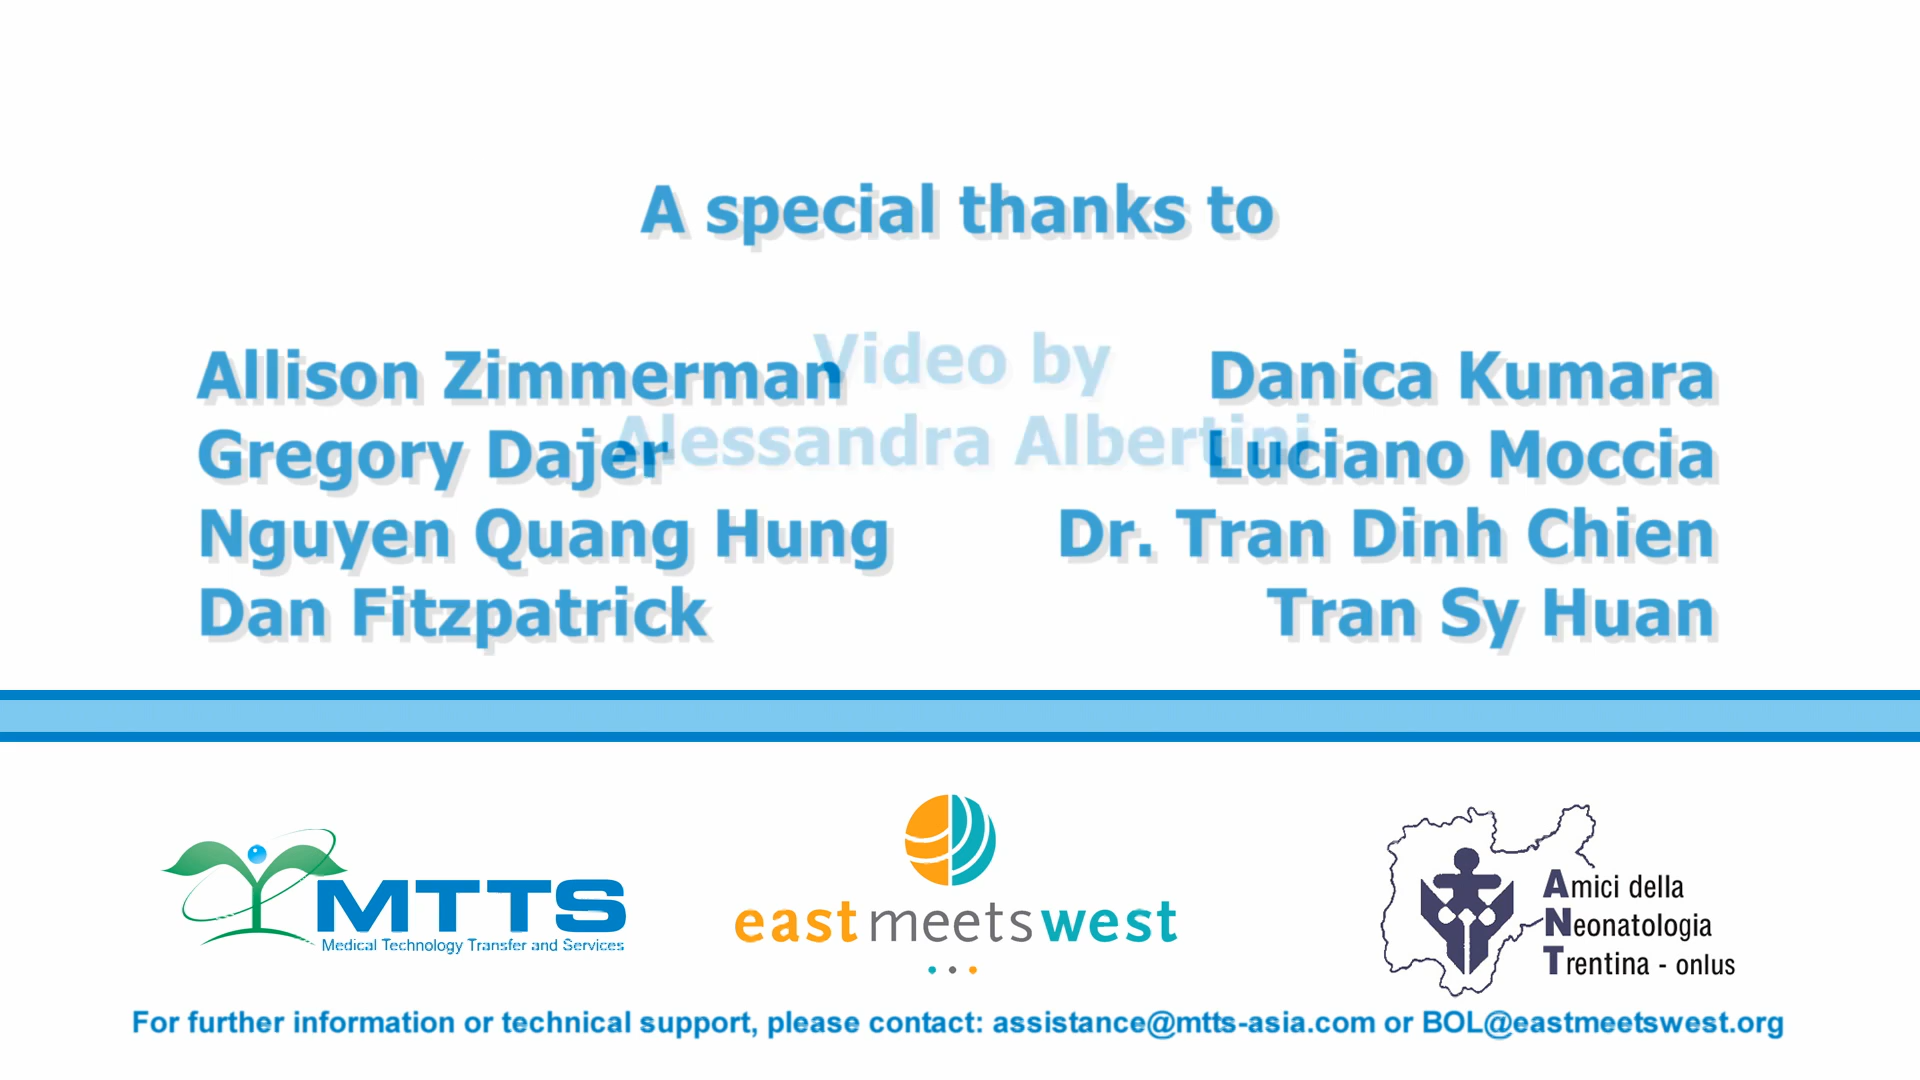 A special thanks to
Video by
Alessandra Albertini
Allison Zimmerman
Danica Kumara
Gregory Dajer
Luciano Moccia
Nguyen Quang Hung
Dr. Tran Dinh Chien
Dan Fitzpatrick
Tran Sy Huan
MTTS
Medical Technology Transfer and Services
east meets west
Amici della
Neonatologia
Trentina - onlus
For further information or technical support, please contact: assistance@mtts-asia.com or BOL@eastmeetswest.org